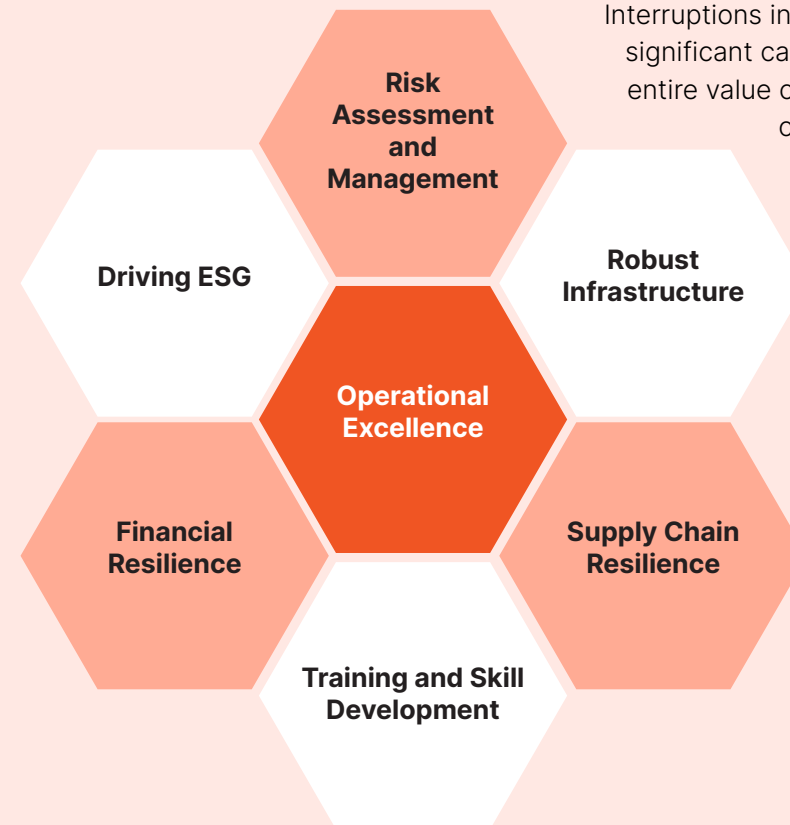 Interruptions in
significant ca
entire value c
Risk
Assessment
and
Management
Driving ESG
Robust
Infrastructure
Operational
Excellence
Financial
Resilience
Supply Chain
Resilience
Training and Skill
Development